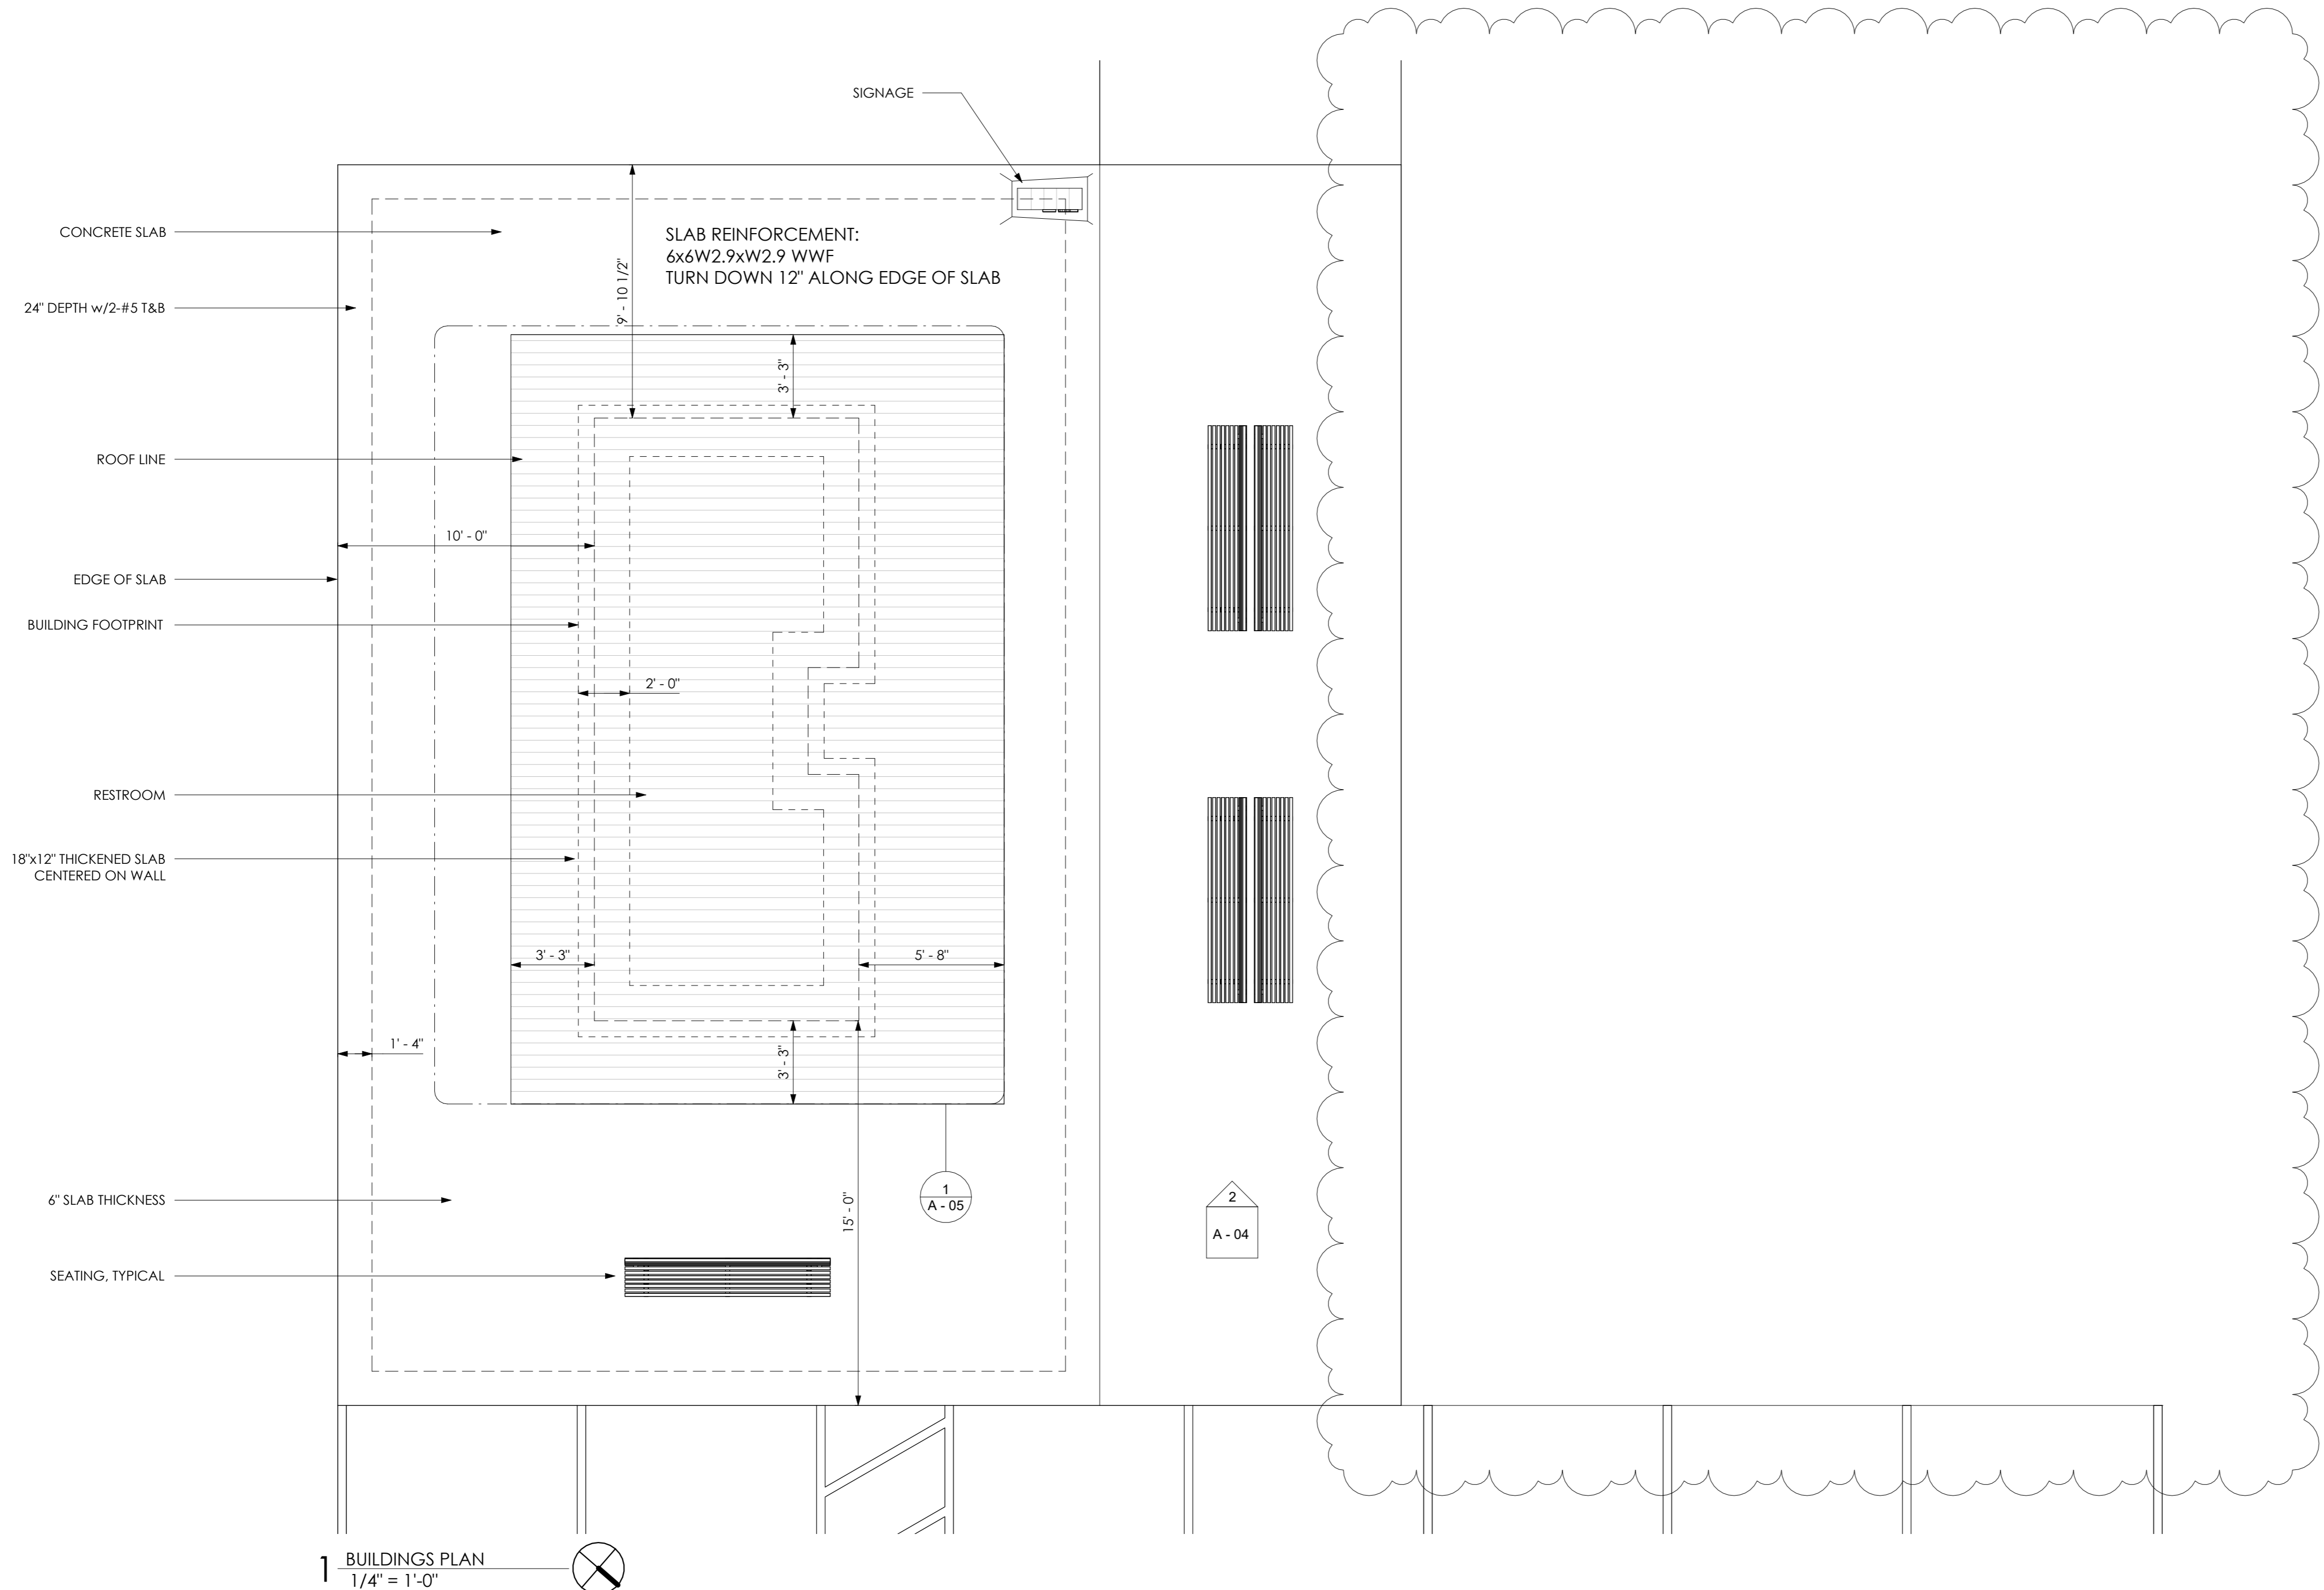 SIGNAGE
CONCRETE SLAB
SLAB REINFORCEMENT:
6x6W2.9xW2.9 WWF
TURN DOWN 12" ALONG EDGE OF SLAB
9' - 10 1/2"
24" DEPTH w/2-#5 T&B
3' - 3"
ROOF LINE
10' - 0"
EDGE OF SLAB
BUILDING FOOTPRINT
2' - 0"
RESTROOM
18"x12" THICKENED SLAB
CENTERED ON WALL
3' - 3"
5' - 8"
1' - 4"
3' - 3"
6" SLAB THICKNESS
15' - 0"
1
A - 05
2
A - 04
SEATING, TYPICAL
1 BUILDINGS PLAN
1/4" = 1'-0"